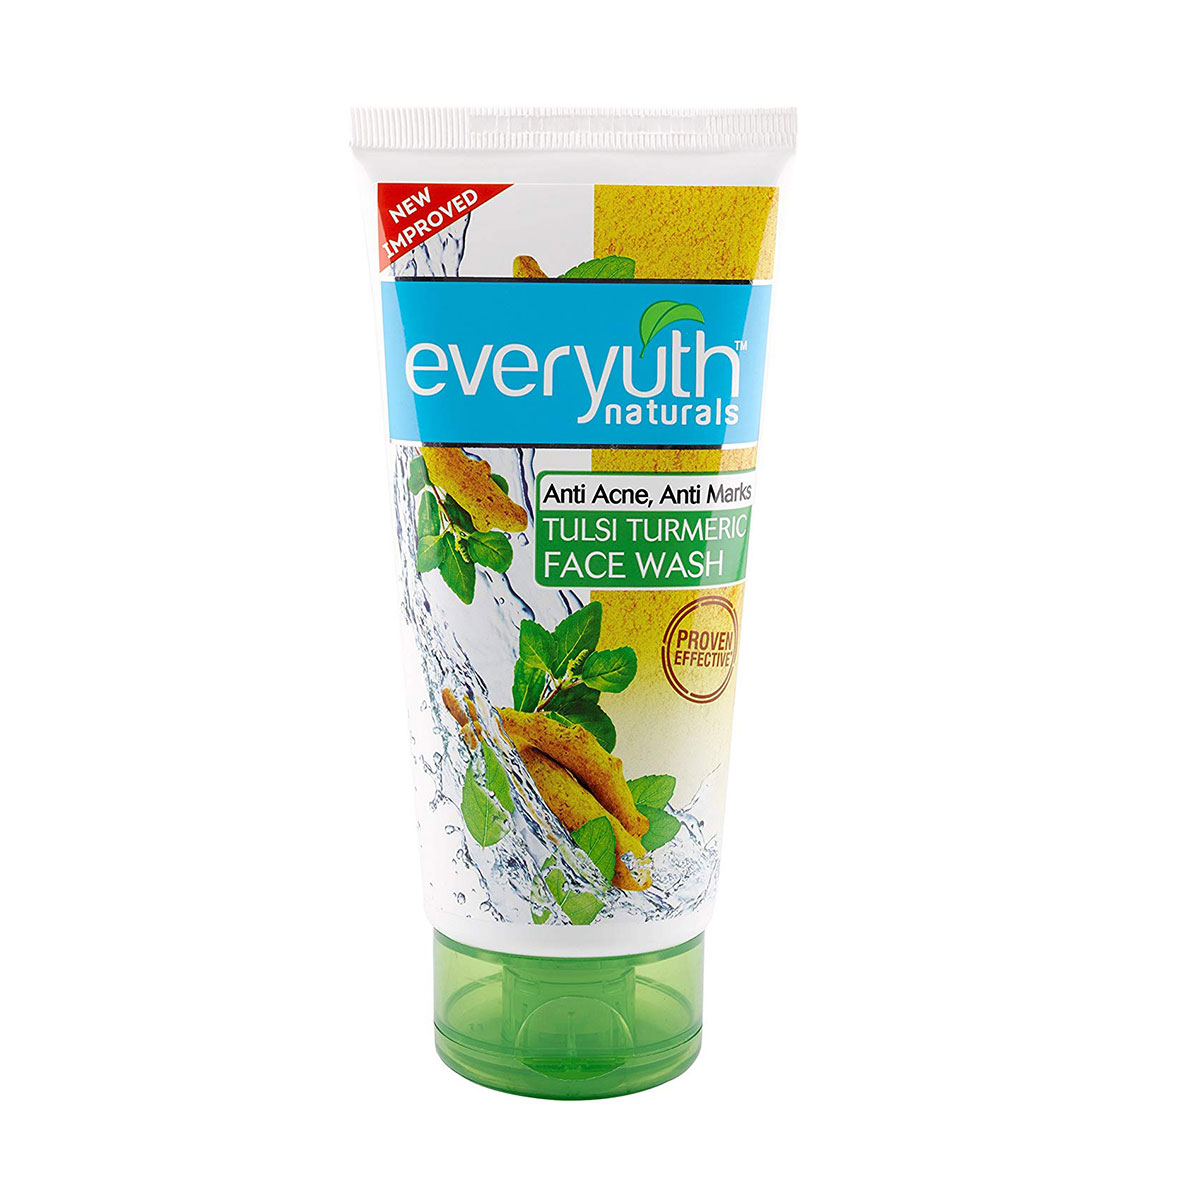 NEW
IMPROVED
everyuth™
naturals
Anti Acne, Anti Marks
TULSI TURMERIC
FACE WASH
PROVEN
EFFECTIVE*